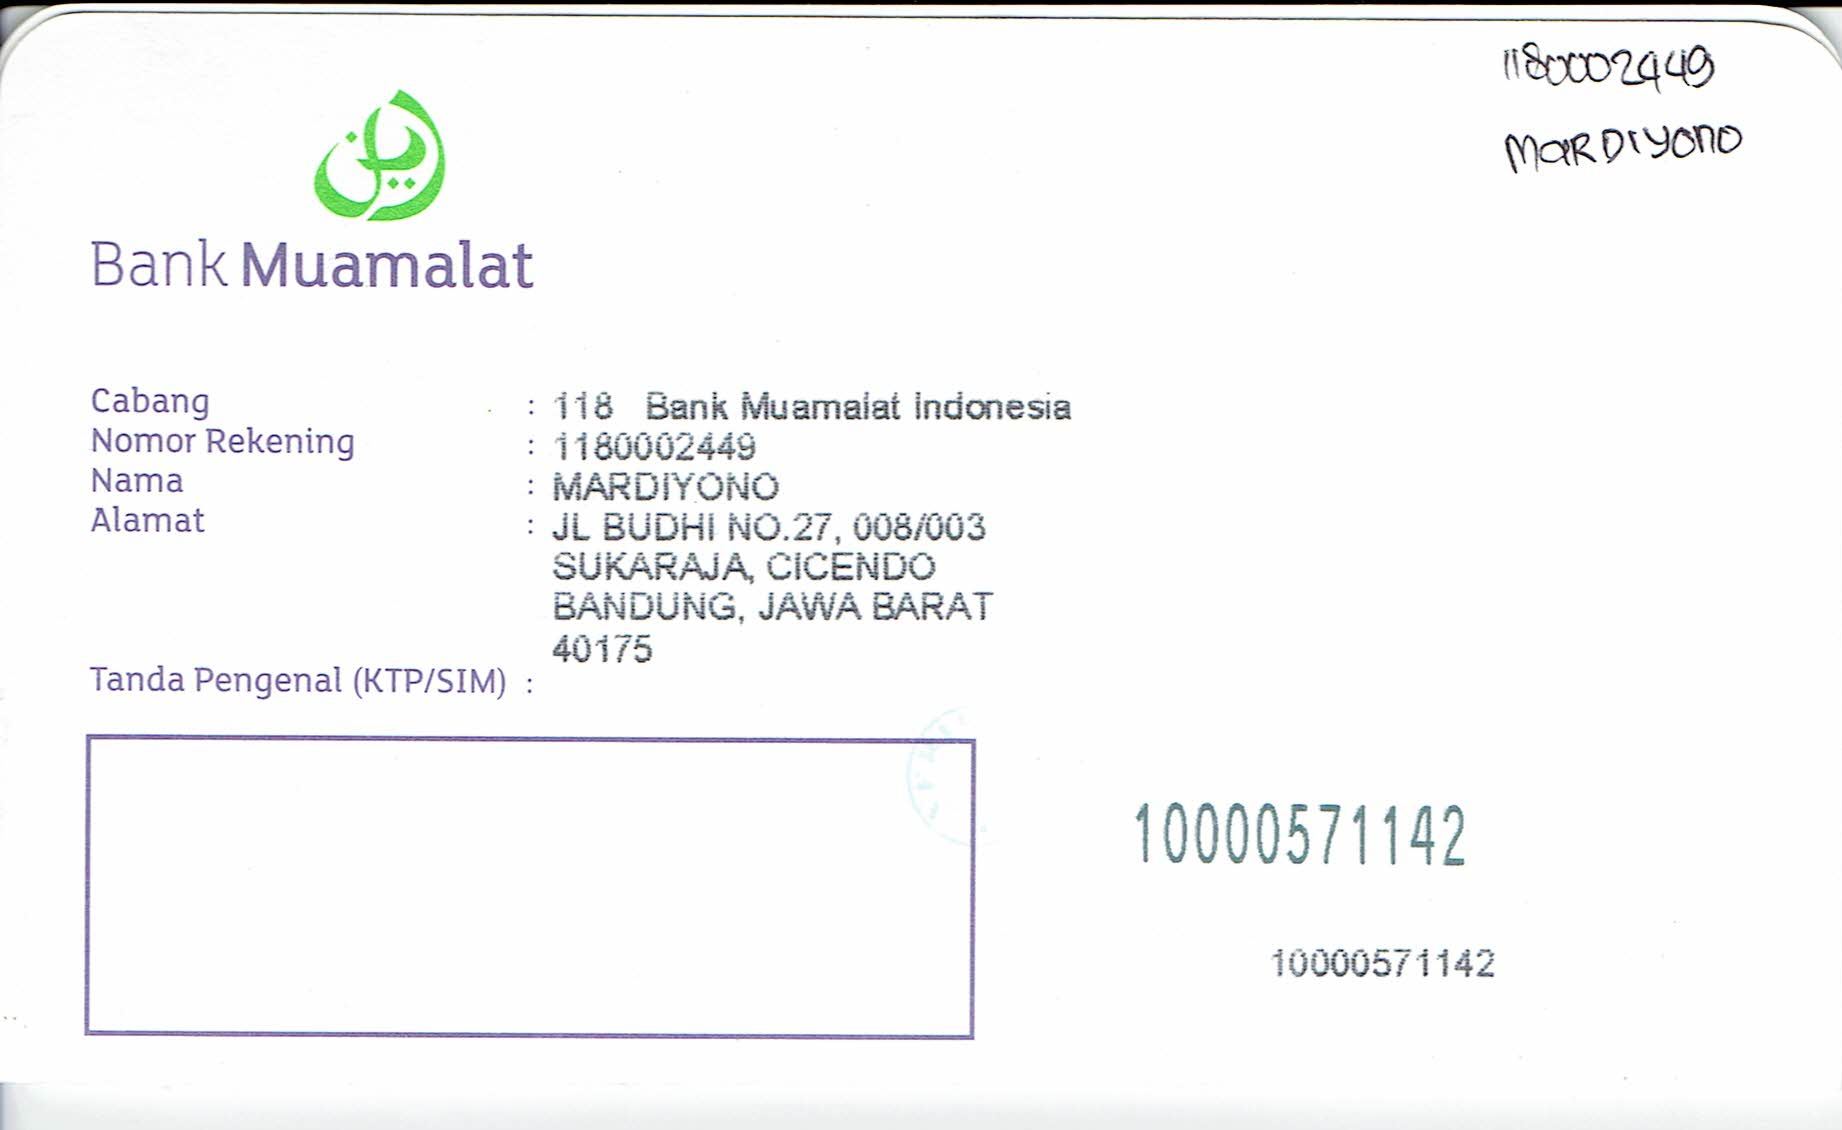 1180002449
MARDIYONO
Bank Muamalat
Cabang : 118 Bank Muamalat Indonesia
Nomor Rekening : 1180002449
Nama : MARDIYONO
Alamat : JL BUDHI NO.27, 008/003
SUKARAJA, CICENDO
BANDUNG, JAWA BARAT
40175
Tanda Pengenal (KTP/SIM) :
10000571142
10000571142